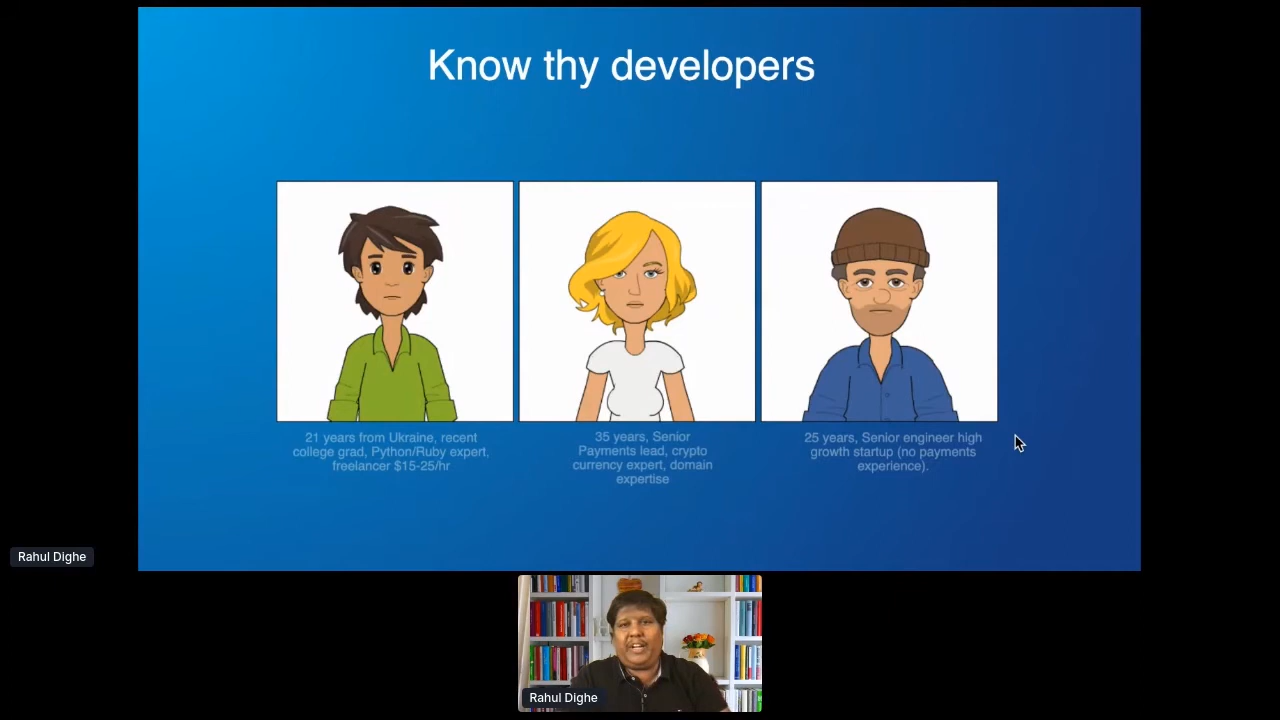 Know thy developers
21 years from Ukraine, recent
college grad, Python/Ruby expert,
freelancer $15-25/hr
35 years, Senior
Payments lead, crypto
currency expert, domain
expertise
25 years, Senior engineer high
growth startup (no payments
experience).
Rahul Dighe
Rahul Dighe